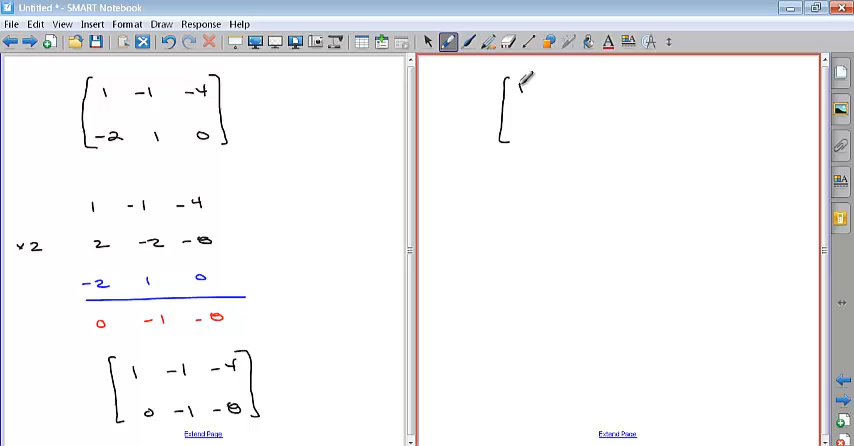 Untitled * - SMART Notebook
File Edit View Insert Format Draw Response Help
1 -1 -4
-2 1 0
1 -1 -4
×2 2 -2 -8
-2 1 0
0 -1 -8
1 -1 -4
0 -1 -8
Extend Page
1
Extend Page